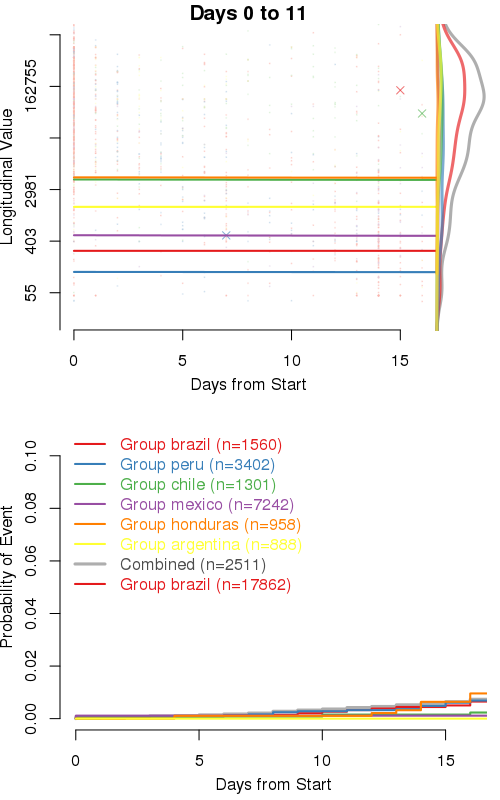 Days 0 to 11
Longitudinal Value
162755
2981
403
55
0 5 10 15
Days from Start
Group brazil (n=1560)
Group peru (n=3402)
Group chile (n=1301)
Group mexico (n=7242)
Group honduras (n=958)
Group argentina (n=888)
Combined (n=2511)
Group brazil (n=17862)
Probability of Event
0.10
0.08
0.06
0.04
0.02
0.00
0 5 10 15
Days from Start